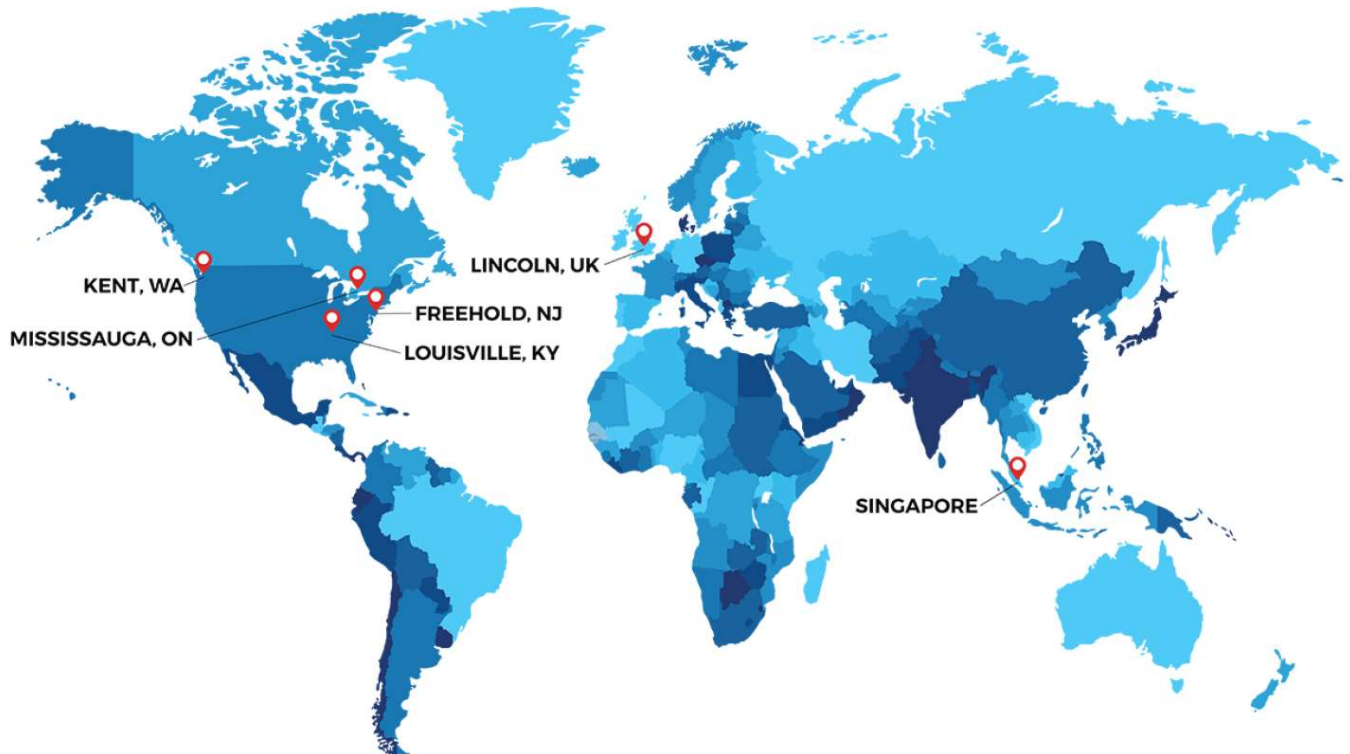 LINCOLN, UK
KENT, WA
FREEHOLD, NJ
MISSISSAUGA, ON
LOUISVILLE, KY
SINGAPORE